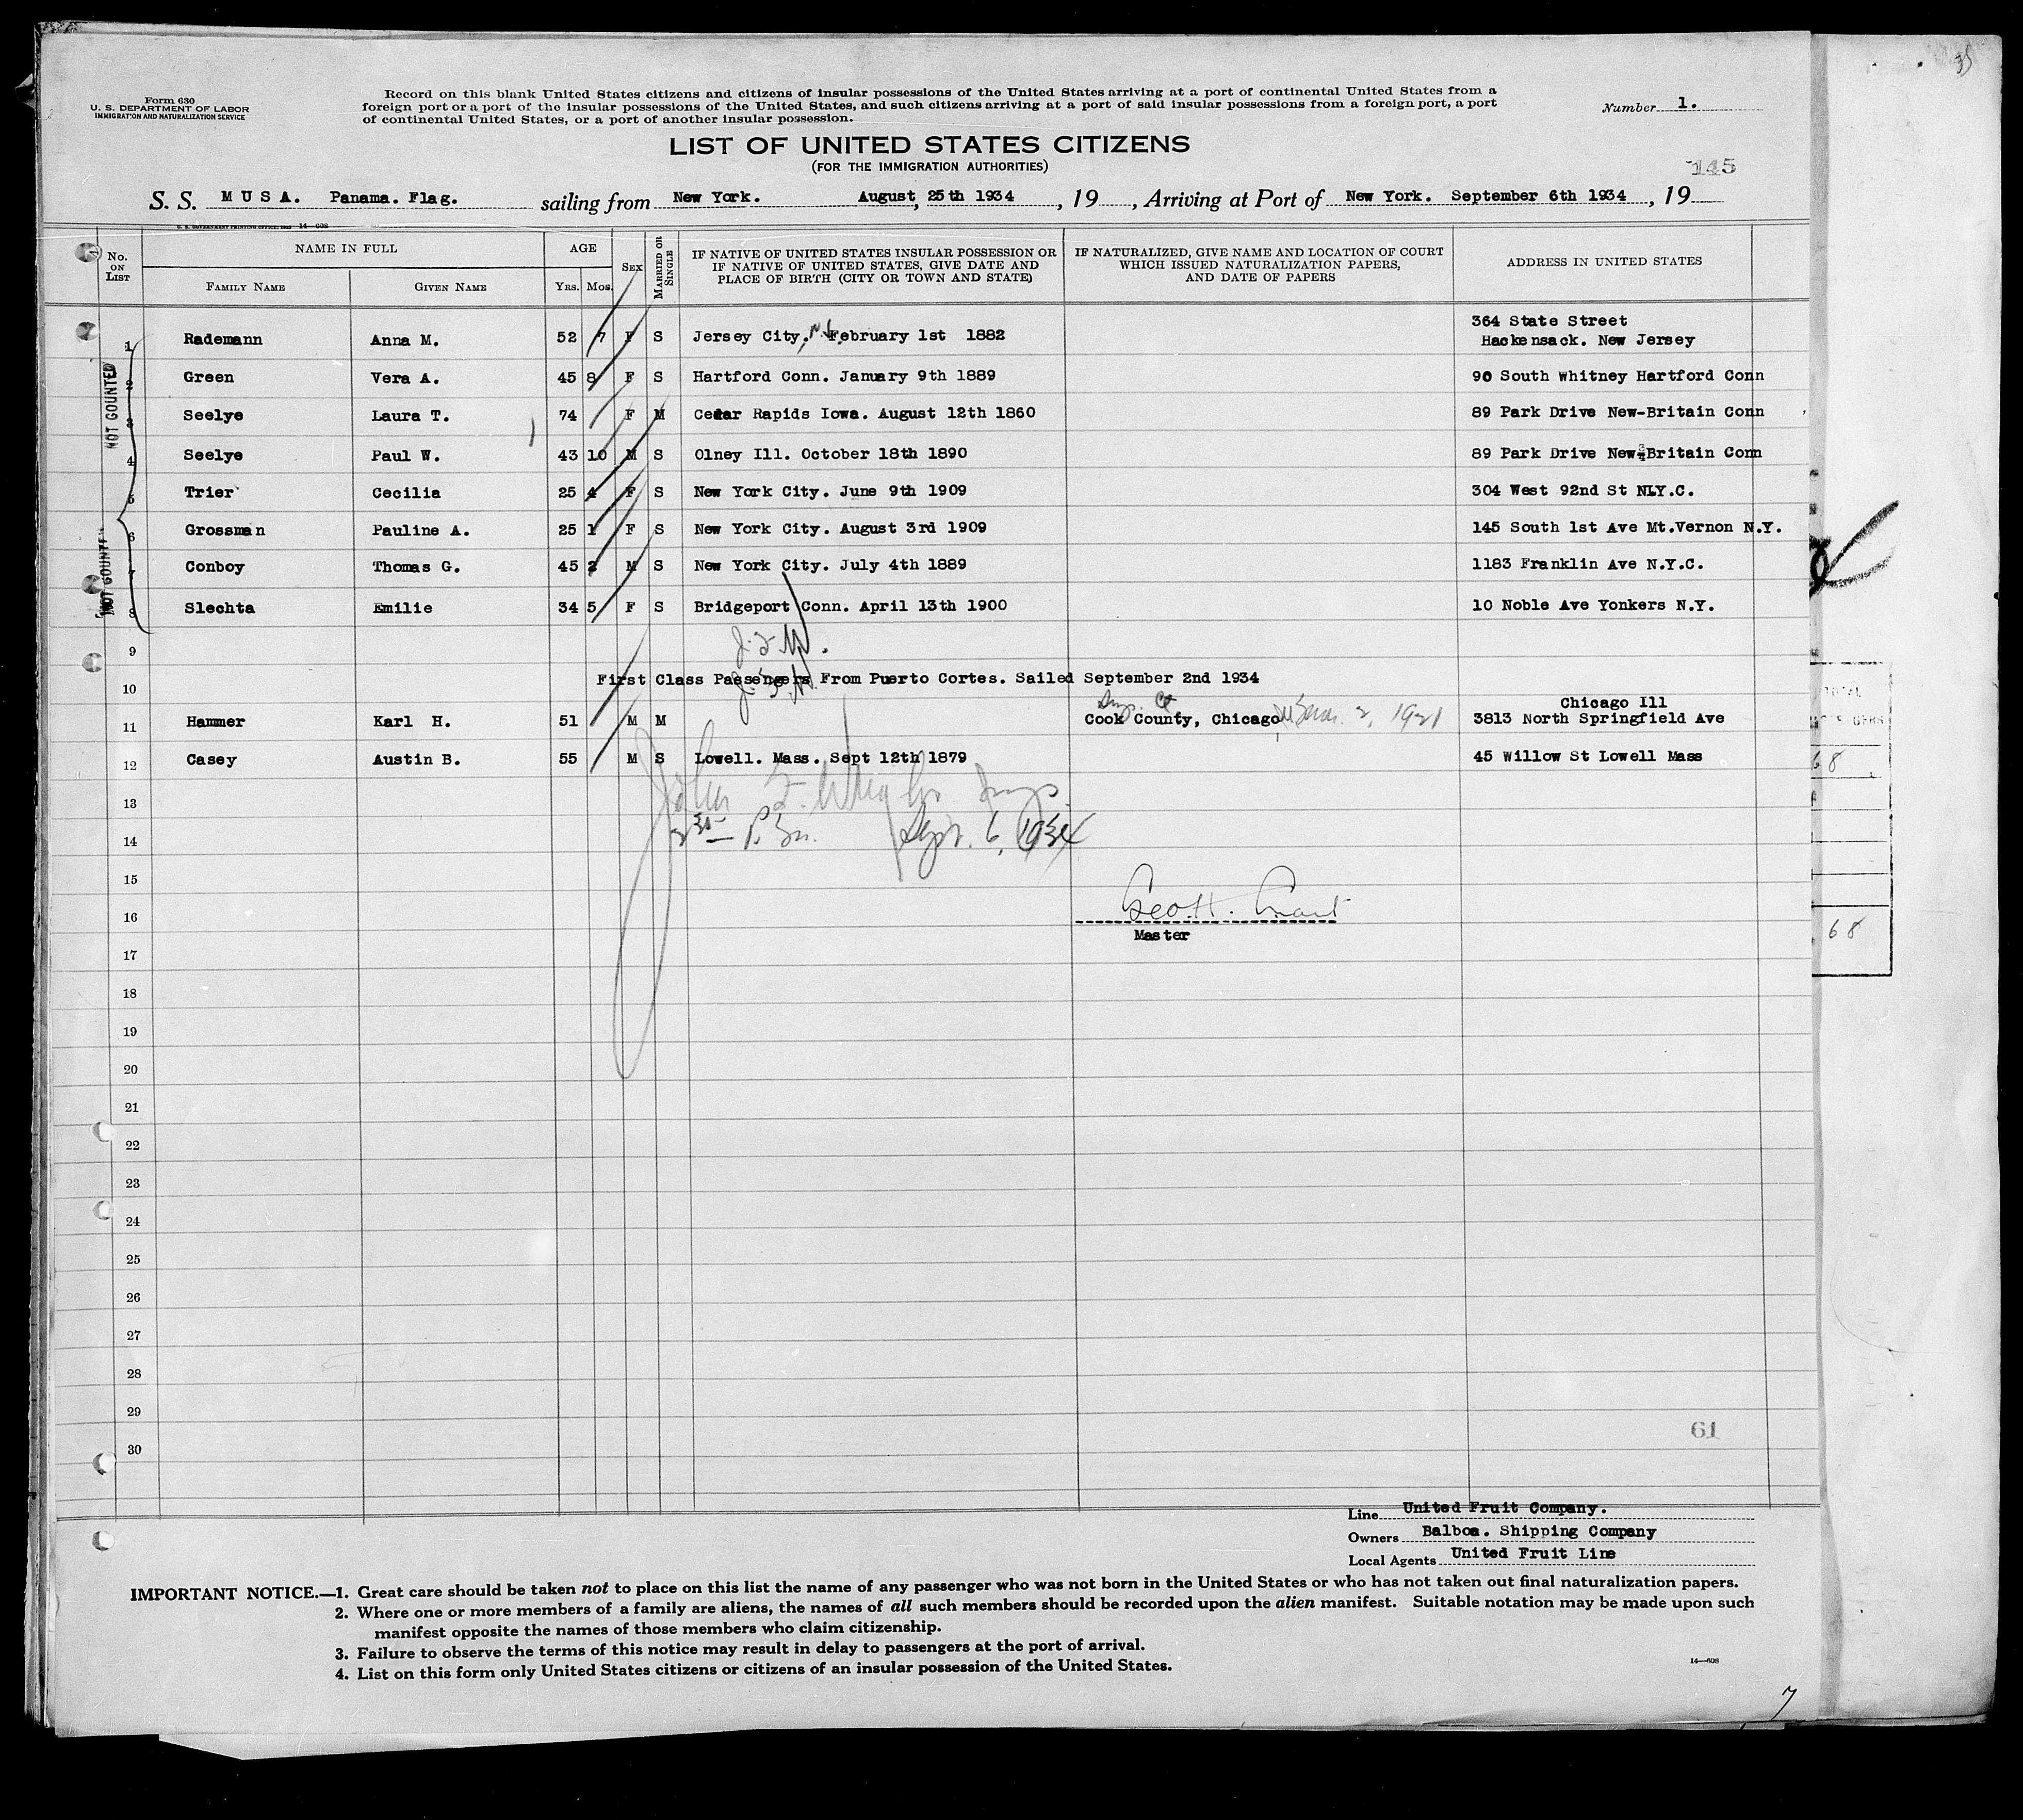 Form 630
U. S. DEPARTMENT OF LABOR
IMMIGRATION AND NATURALIZATION SERVICE
Record on this blank United States citizens and citizens of insular possessions of the United States arriving at a port of continental United States from a
foreign port or a port of the insular possessions of the United States, and such citizens arriving at a port of said insular possessions from a foreign port, a port
of continental United States, or a port of another insular possession.
Number 1.
LIST OF UNITED STATES CITIZENS
(FOR THE IMMIGRATION AUTHORITIES)
145
S. S. MUSA. Panama. Flag. sailing from New York. August, 25th 1934, 19 , Arriving at Port of New York. September 6th 1934, 19
U. S. GOVERNMENT PRINTING OFFICE: 14—608
No. ON LIST
NAME IN FULL
FAMILY NAME
GIVEN NAME
AGE
YRS. MOS.
SEX
MARRIED OR SINGLE
IF NATIVE OF UNITED STATES INSULAR POSSESSION OR
IF NATIVE OF UNITED STATES, GIVE DATE AND
PLACE OF BIRTH (CITY OR TOWN AND STATE)
IF NATURALIZED, GIVE NAME AND LOCATION OF COURT
WHICH ISSUED NATURALIZATION PAPERS,
AND DATE OF PAPERS
ADDRESS IN UNITED STATES
364 State Street
1 Rademann Anna M. 52 7 F S Jersey City. February 1st 1882 Hackensack. New Jersey
2 Green Vera A. 45 8 F S Hartford Conn. January 9th 1889 90 South Whitney Hartford Conn
3 Seelye Laura T. 74 F M Cedar Rapids Iowa. August 12th 1860 89 Park Drive New-Britain Conn
4 Seelye Paul W. 43 10 M S Olney Ill. October 18th 1890 89 Park Drive New Britain Conn
5 Trier Cecilia 25 4 F S New York City. June 9th 1909 304 West 92nd St N.Y.C.
6 Grossman Pauline A. 25 1 F S New York City. August 3rd 1909 145 South 1st Ave Mt.Vernon N.Y.
7 Conboy Thomas G. 45 2 M S New York City. July 4th 1889 1183 Franklin Ave N.Y.C.
8 Slechta Emilie 34 5 F S Bridgeport Conn. April 13th 1900 10 Noble Ave Yonkers N.Y.
NOT COUNTED
NOT COUNTED
9
10 First Class Passengers From Puerto Cortes. Sailed September 2nd 1934
Chicago Ill
11 Hammer Karl H. 51 M M Cook County, Chicago 2, 1921 3813 North Springfield Ave
12 Casey Austin B. 55 M S Lowell. Mass. Sept 12th 1879 45 Willow St Lowell Mass
13
14 Sept. 6, 1934
15
16 Geo. H. Grant
Master
17
18
19
20
21
22
23
24
25
26
27
28
29
30
61
68
68
Line United Fruit Company.
Owners Balboa. Shipping Company
Local Agents United Fruit Line
IMPORTANT NOTICE.—1. Great care should be taken not to place on this list the name of any passenger who was not born in the United States or who has not taken out final naturalization papers.
2. Where one or more members of a family are aliens, the names of all such members should be recorded upon the alien manifest. Suitable notation may be made upon such
manifest opposite the names of those members who claim citizenship.
3. Failure to observe the terms of this notice may result in delay to passengers at the port of arrival.
4. List on this form only United States citizens or citizens of an insular possession of the United States.
14—608
7